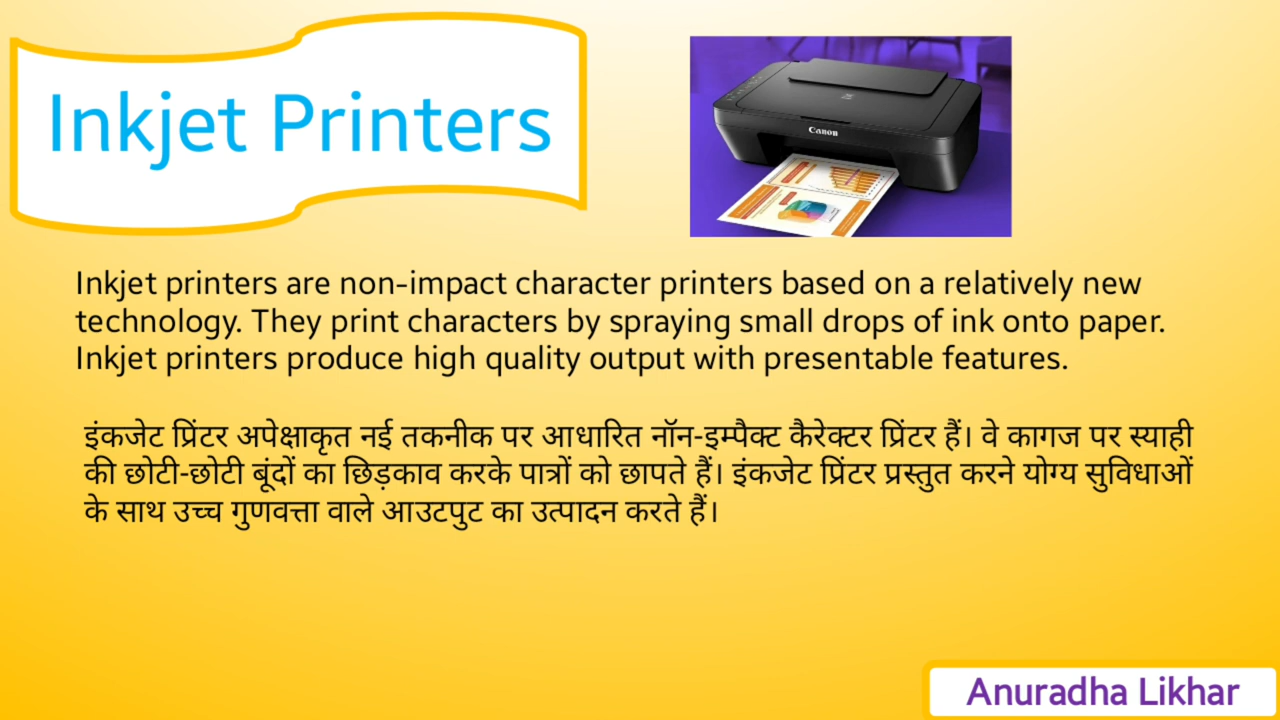 Inkjet Printers
Canon
Inkjet printers are non-impact character printers based on a relatively new
technology. They print characters by spraying small drops of ink onto paper.
Inkjet printers produce high quality output with presentable features.
इंकजेट प्रिंटर अपेक्षाकृत नई तकनीक पर आधारित नॉन-इम्पैक्ट कैरेक्टर प्रिंटर हैं। वे कागज पर स्याही
की छोटी-छोटी बूंदों का छिड़काव करके पात्रों को छापते हैं। इंकजेट प्रिंटर प्रस्तुत करने योग्य सुविधाओं
के साथ उच्च गुणवत्ता वाले आउटपुट का उत्पादन करते हैं।
Anuradha Likhar